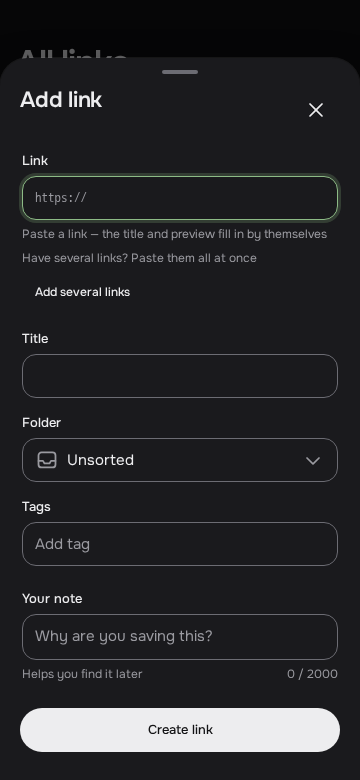 All links
Add link
Link
https://
Paste a link — the title and preview fill in by themselves
Have several links? Paste them all at once
Add several links
Title
Folder
Unsorted
Tags
Add tag
Your note
Why are you saving this?
Helps you find it later
0 / 2000
Create link